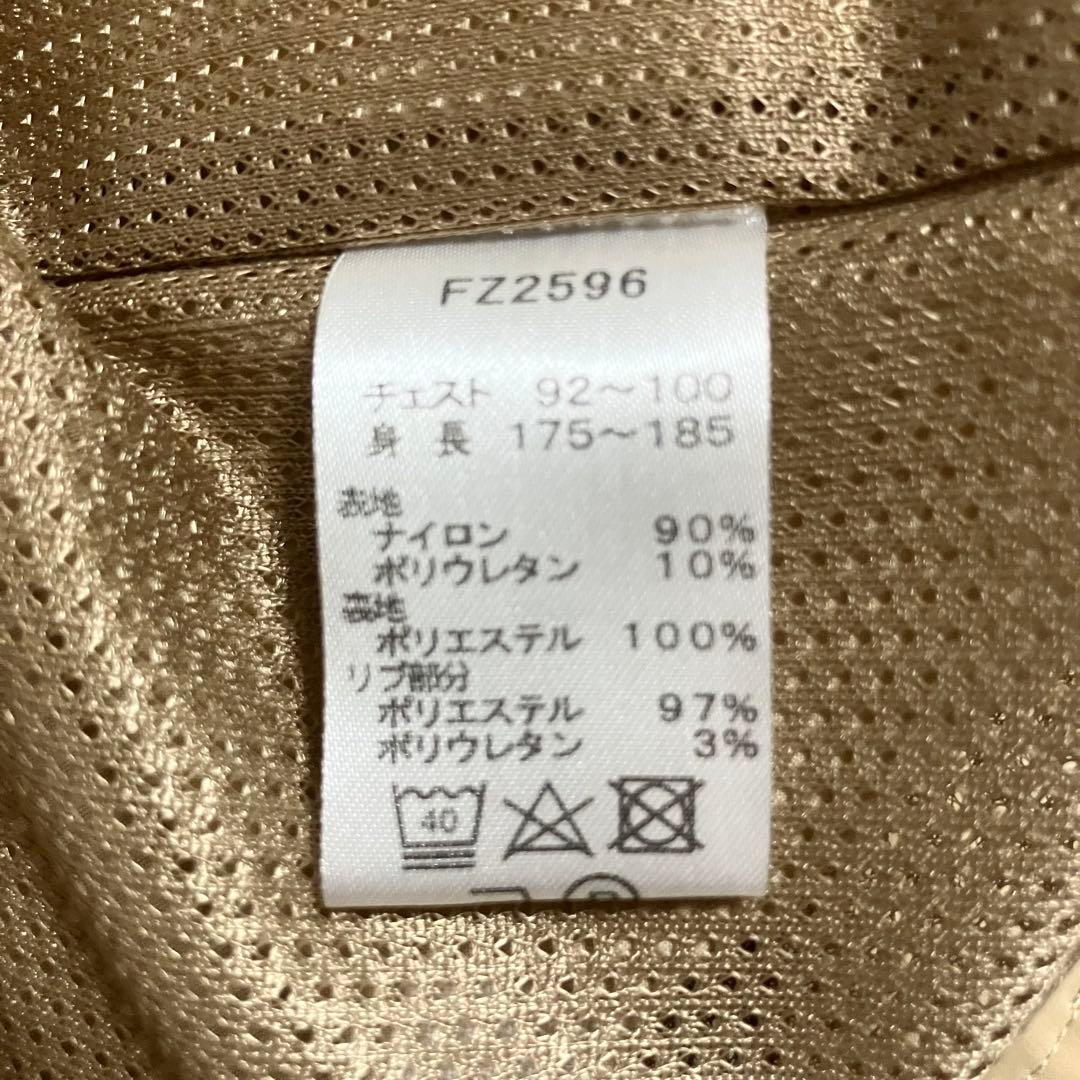 FZ2596
チェスト 92〜100
身 長 175〜185
表地
ナイロン 90%
ポリウレタン 10%
裏地
ポリエステル 100%
リブ部分
ポリエステル 97%
ポリウレタン 3%
40